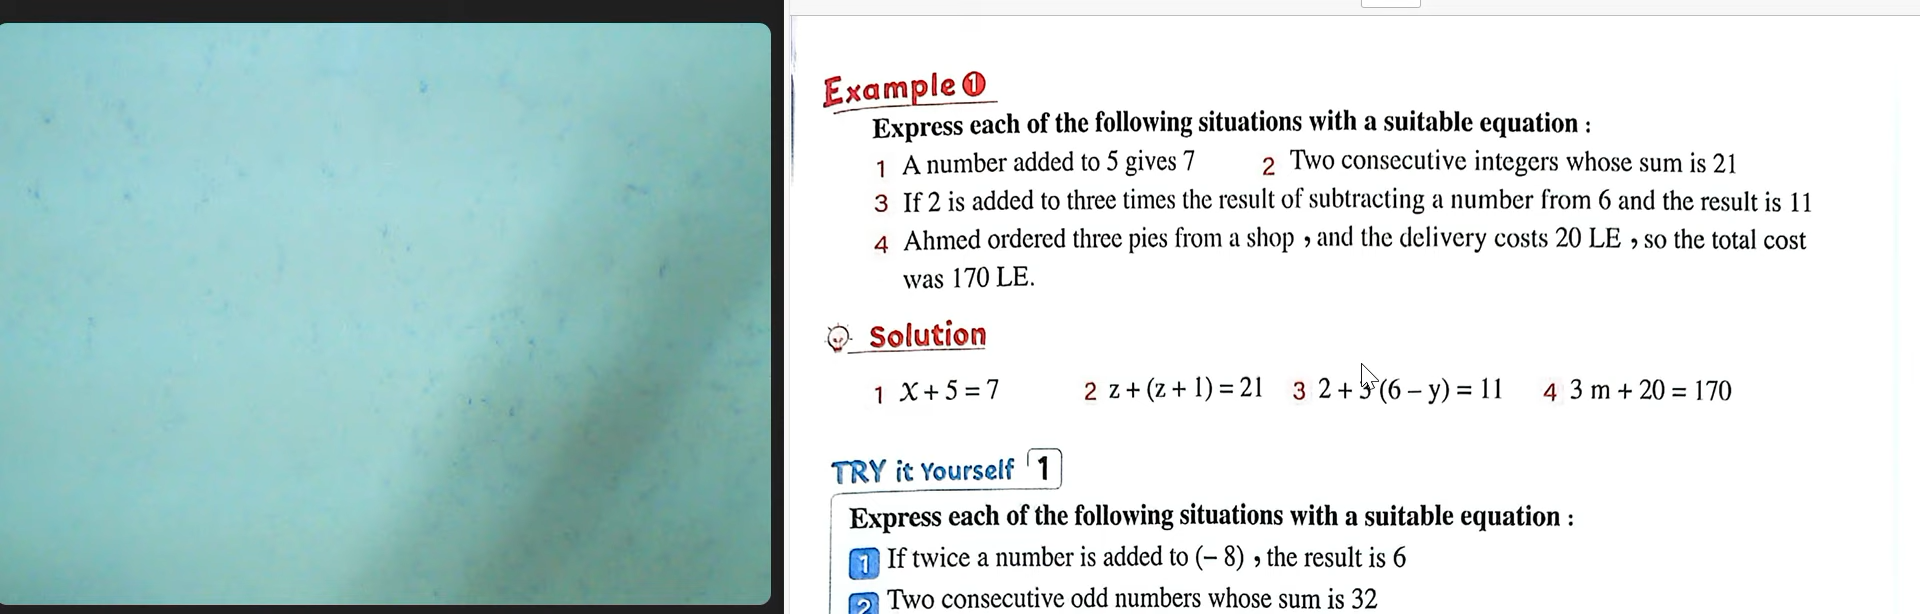 Example 1
Express each of the following situations with a suitable equation :
1 A number added to 5 gives 7 2 Two consecutive integers whose sum is 21
3 If 2 is added to three times the result of subtracting a number from 6 and the result is 11
4 Ahmed ordered three pies from a shop , and the delivery costs 20 LE , so the total cost
was 170 LE.
Solution
1 x + 5 = 7 2 z + (z + 1) = 21 3 2 + 3 (6 – y) = 11 4 3 m + 20 = 170
TRY it Yourself 1
Express each of the following situations with a suitable equation :
1 If twice a number is added to (– 8) , the result is 6
2 Two consecutive odd numbers whose sum is 32